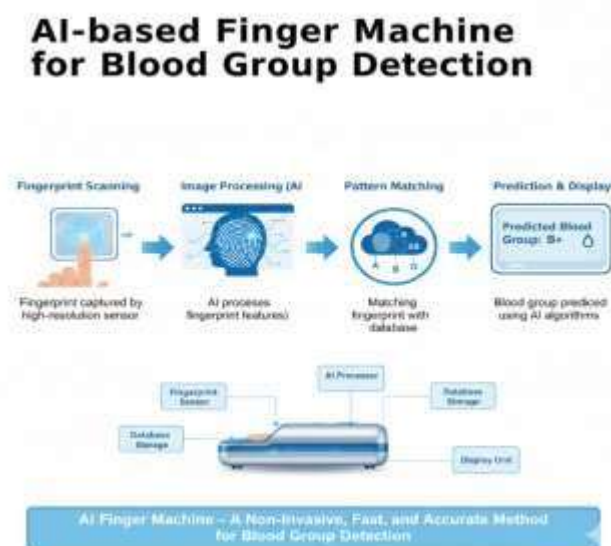 AI-based Finger Machine
for Blood Group Detection
Fingerprint Scanning
Image Processing (AI
Pattern Matching
Prediction & Display
Predicted Blood
Group: B+
A
B
O
Fingerprint captured by
high-resolution sensor
AI proceses
fingerprint features)
Matching
fingerprint with
database
Blood group prediced
using AI algorithms
Fingerprint
Sensor
AI Processor
Database
Storage
Database
Storage
Display Unit
AI Finger Machine – A Non-Invasive, Fast, and Accurate Method
for Blood Group Detection